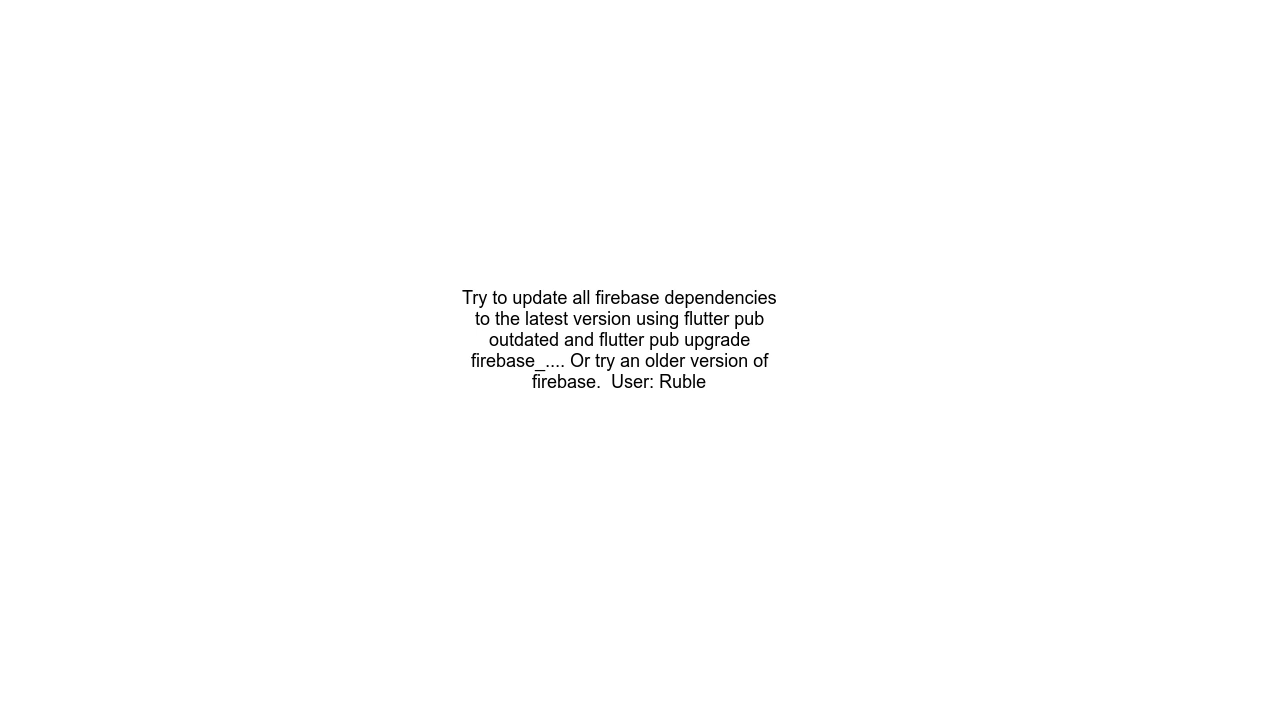 Try to update all firebase dependencies
to the latest version using flutter pub
outdated and flutter pub upgrade
firebase_.... Or try an older version of
firebase.  User: Ruble